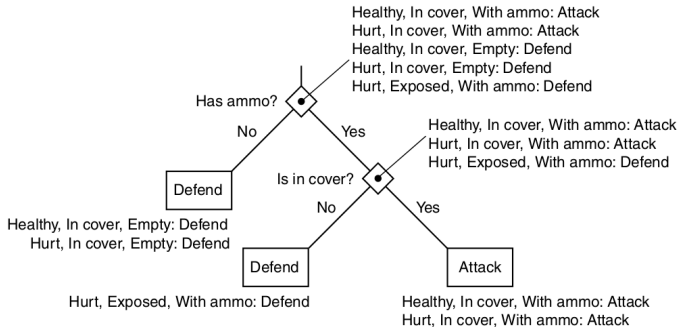 Healthy, In cover, With ammo: Attack
Hurt, In cover, With ammo: Attack
Healthy, In cover, Empty: Defend
Hurt, In cover, Empty: Defend
Hurt, Exposed, With ammo: Defend
Has ammo?
No
Yes
Healthy, In cover, With ammo: Attack
Hurt, In cover, With ammo: Attack
Hurt, Exposed, With ammo: Defend
Is in cover?
Defend
No
Yes
Healthy, In cover, Empty: Defend
Hurt, In cover, Empty: Defend
Defend
Attack
Hurt, Exposed, With ammo: Defend
Healthy, In cover, With ammo: Attack
Hurt, In cover, With ammo: Attack